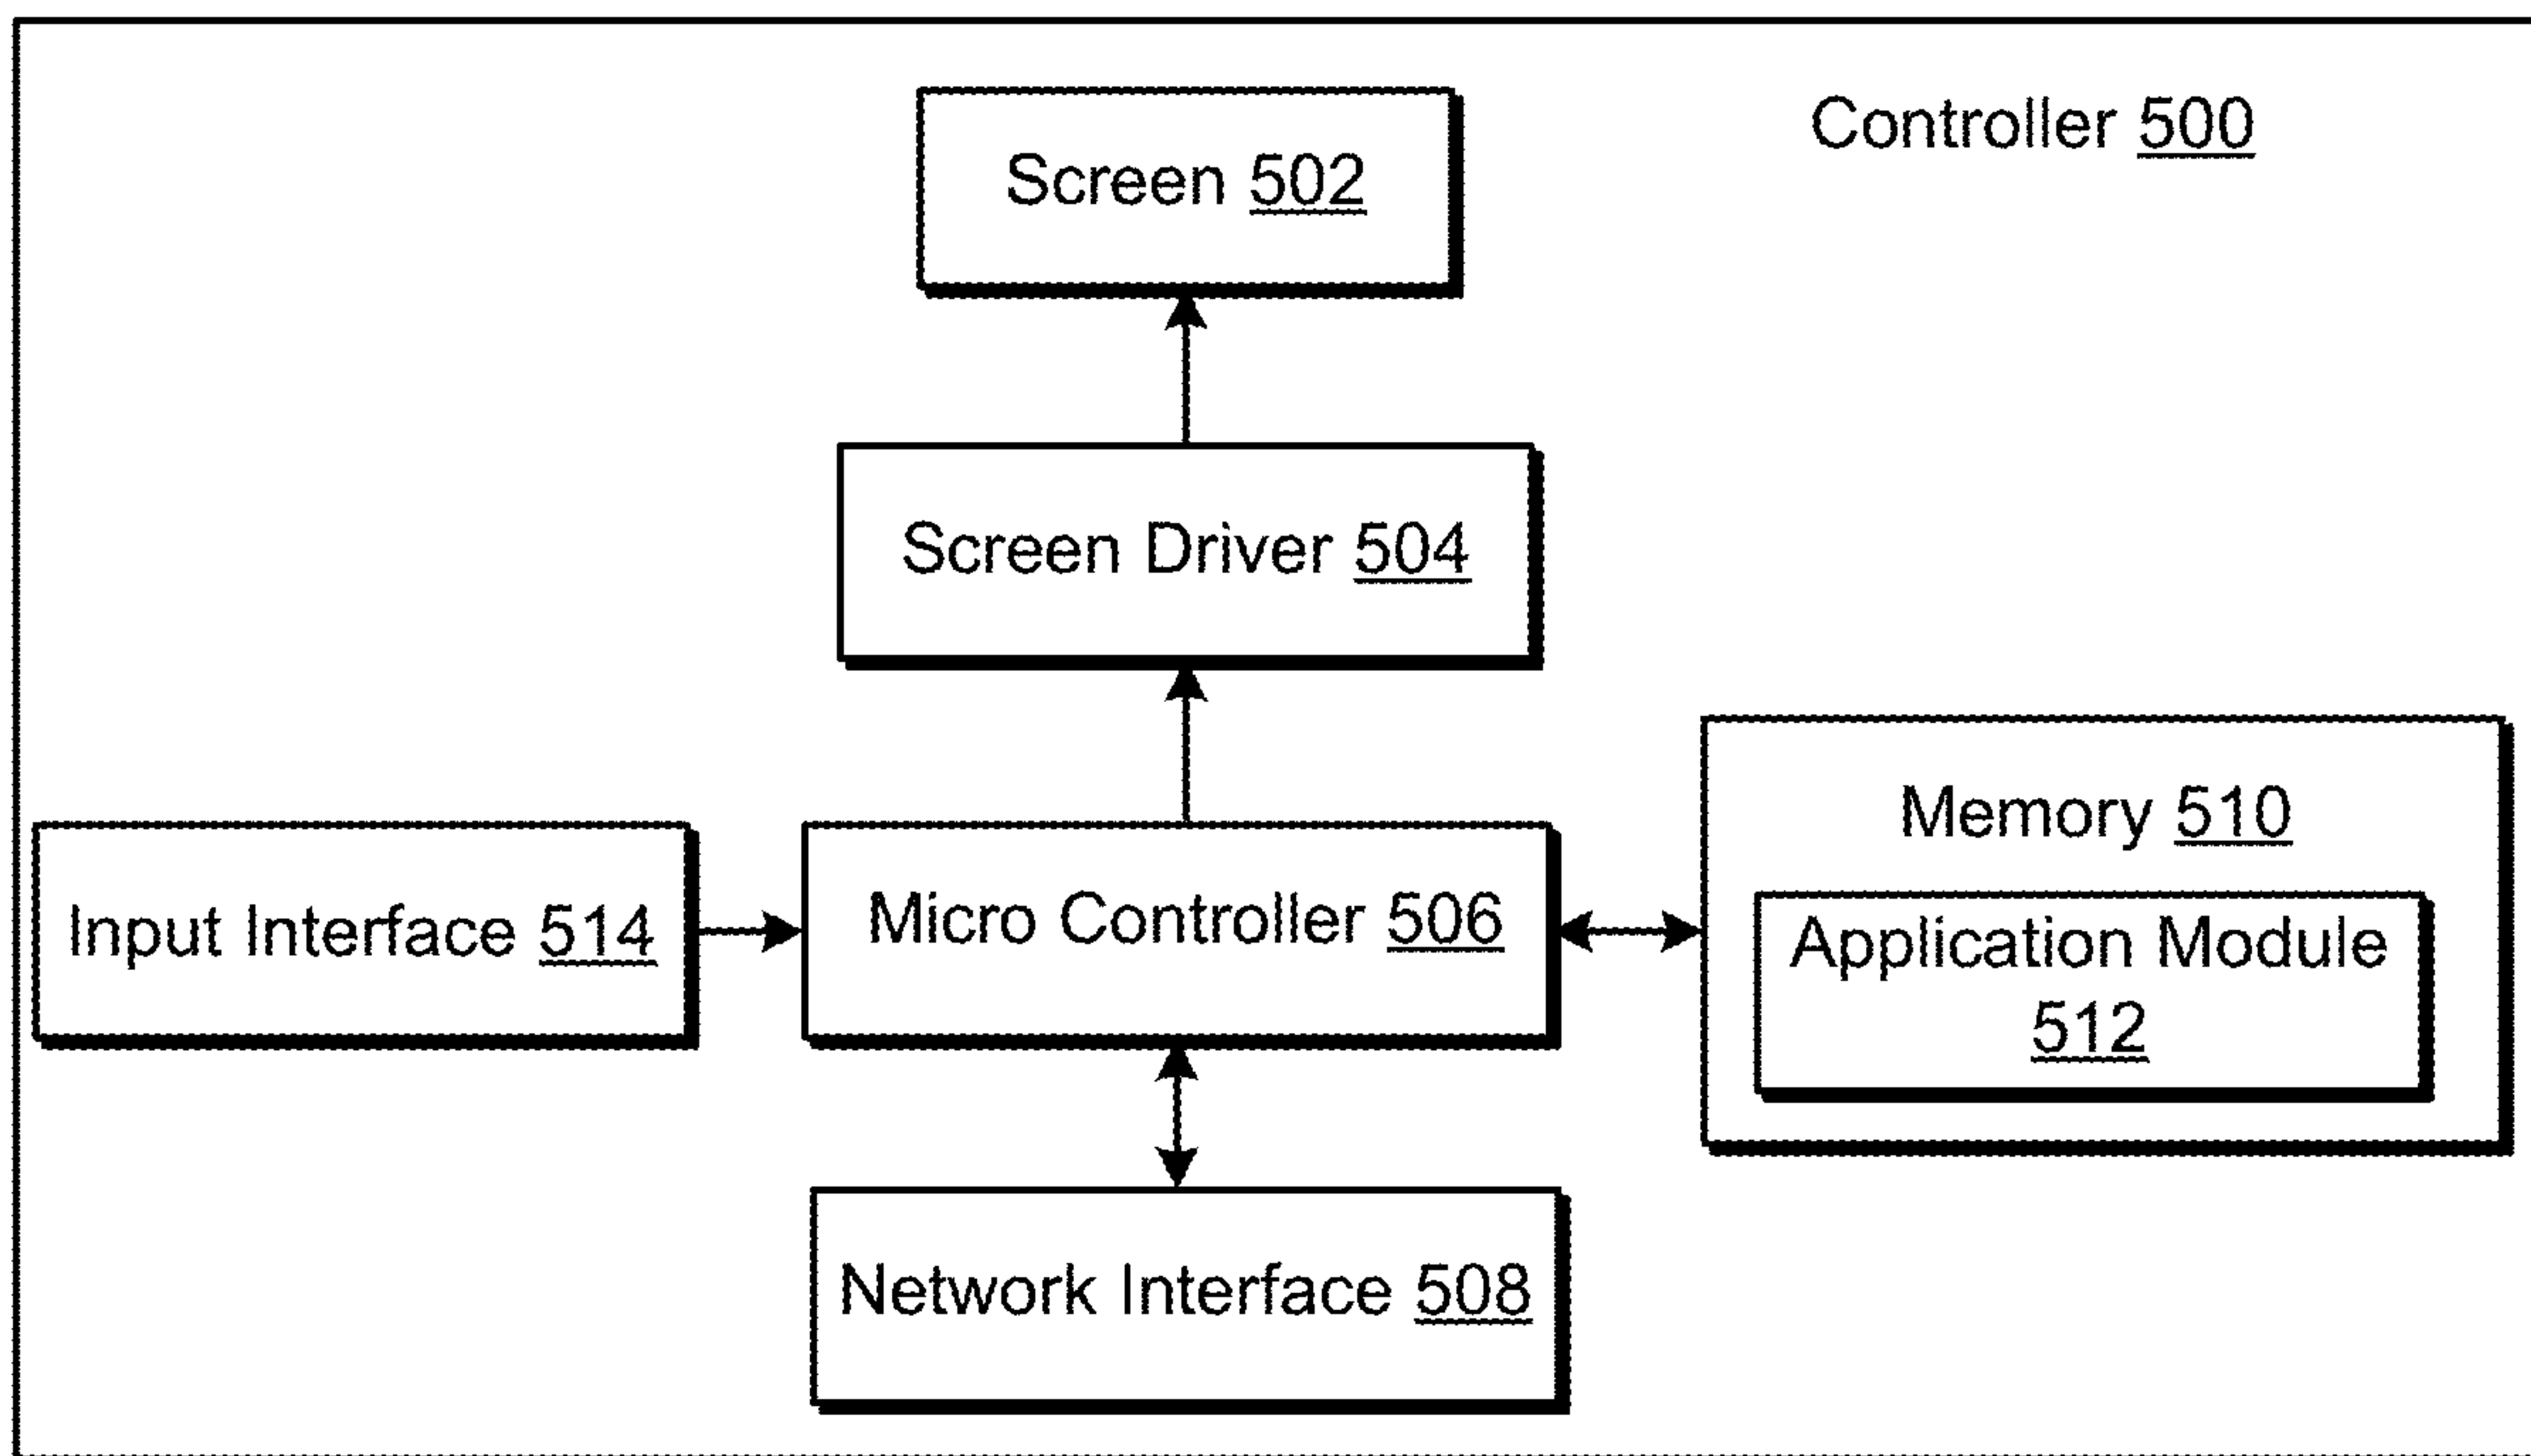 Controller 500
Screen 502
Screen Driver 504
Memory 510
Input Interface 514
Micro Controller 506
Application Module
512
Network Interface 508